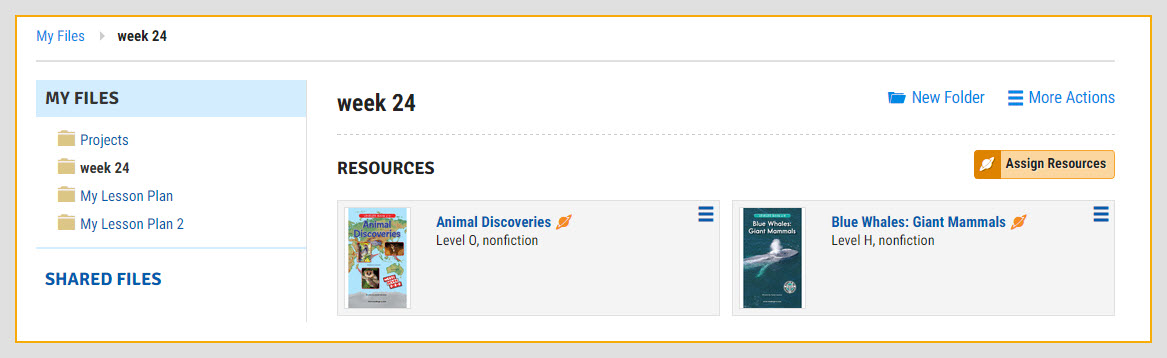 My Files week 24
MY FILES
Projects
week 24
My Lesson Plan
My Lesson Plan 2
SHARED FILES
week 24
New Folder
More Actions
RESOURCES
Assign Resources
Animal Discoveries
Level O, nonfiction
Animal
Discoveries
Blue Whales: Giant Mammals
Level H, nonfiction
Blue Whales:
Giant Mammals